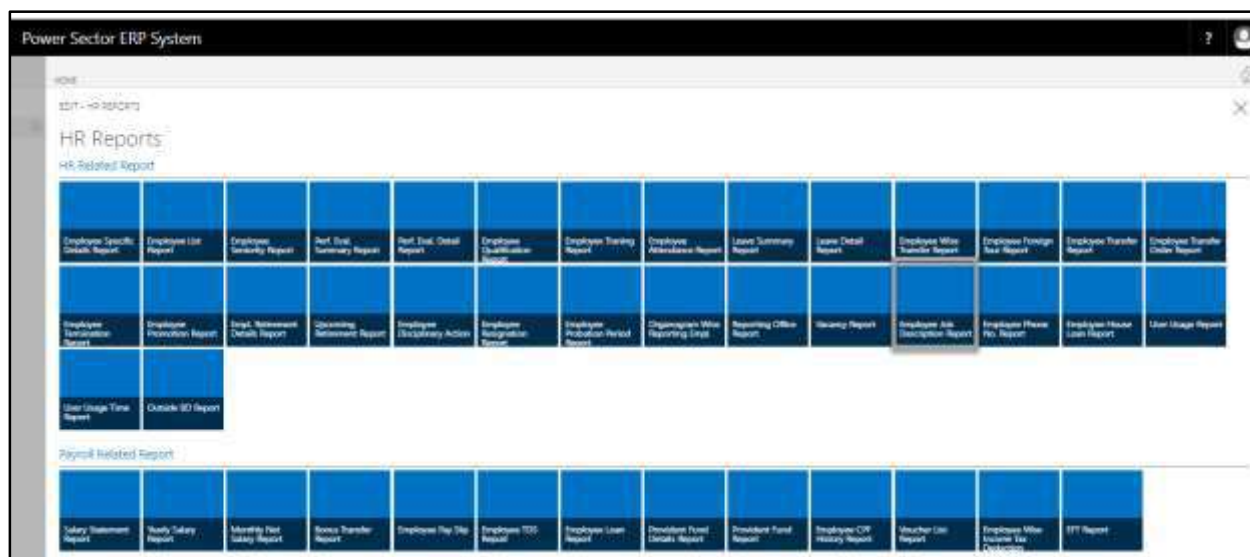 Power Sector ERP System ?
HOME
EDIT - HR REPORTS
HR Reports
HR Related Report
Employee Specific Details Report
Employee List Report
Employee Seniority Report
Perf. Eval. Summary Report
Perf. Eval. Detail Report
Employee Qualification Report
Employee Traning Report
Employee Attendance Report
Leave Summary Report
Leave Detail Report
Employee Wise Transfer Report
Employee Foreign Tour Report
Employee Transfer Report
Employee Transfer Order Report
Employee Termination Report
Employee Promotion Report
Empl. Retirement Details Report
Upcoming Retirement Report
Employee Disciplinary Action
Employee Resignation Report
Employee Probation Period Report
Organogram Wise Reporting Empl
Reporting Office Report
Vacancy Report
Employee Job Description Report
Employee Phone No. Report
Employee House Loan Report
User Usage Report
User Usage Time Report
Outside BD Report
Payroll Related Report
Salary Statement Report
Yearly Salary Report
Monthly Net Salary Report
Bonus Transfer Report
Employee Pay Slip
Employee TDS Report
Employee Loan Report
Provident Fund Details Report
Provident Fund Report
Employee CPF History Report
Voucher List Report
Employee Wise Income Tax Deduction
EFT Report